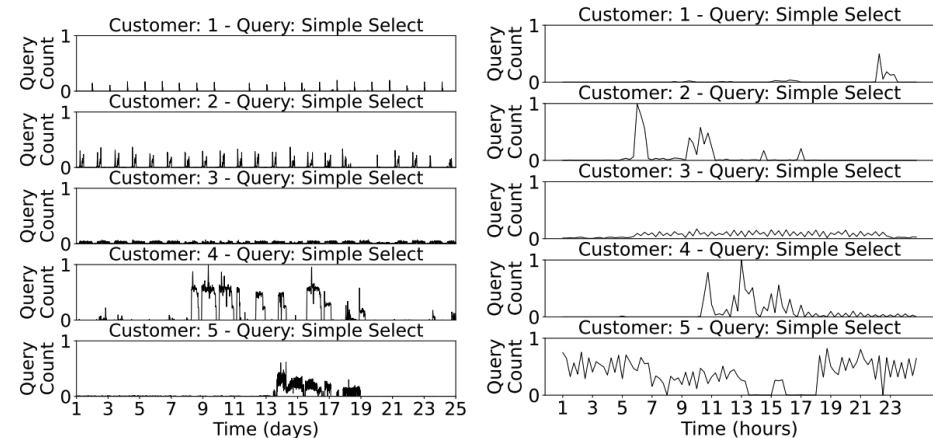 Customer: 1 - Query: Simple Select
1
Query
Count
0
Customer: 2 - Query: Simple Select
1
Query
Count
0
Customer: 3 - Query: Simple Select
1
Query
Count
0
Customer: 4 - Query: Simple Select
1
Query
Count
0
Customer: 5 - Query: Simple Select
1
Query
Count
0
1 3 5 7 9 11 13 15 17 19 21 23 25
Time (days)
Customer: 1 - Query: Simple Select
1
Query
Count
0
Customer: 2 - Query: Simple Select
1
Query
Count
0
Customer: 3 - Query: Simple Select
1
Query
Count
0
Customer: 4 - Query: Simple Select
1
Query
Count
0
Customer: 5 - Query: Simple Select
1
Query
Count
0
1 3 5 7 9 11 13 15 17 19 21 23
Time (hours)